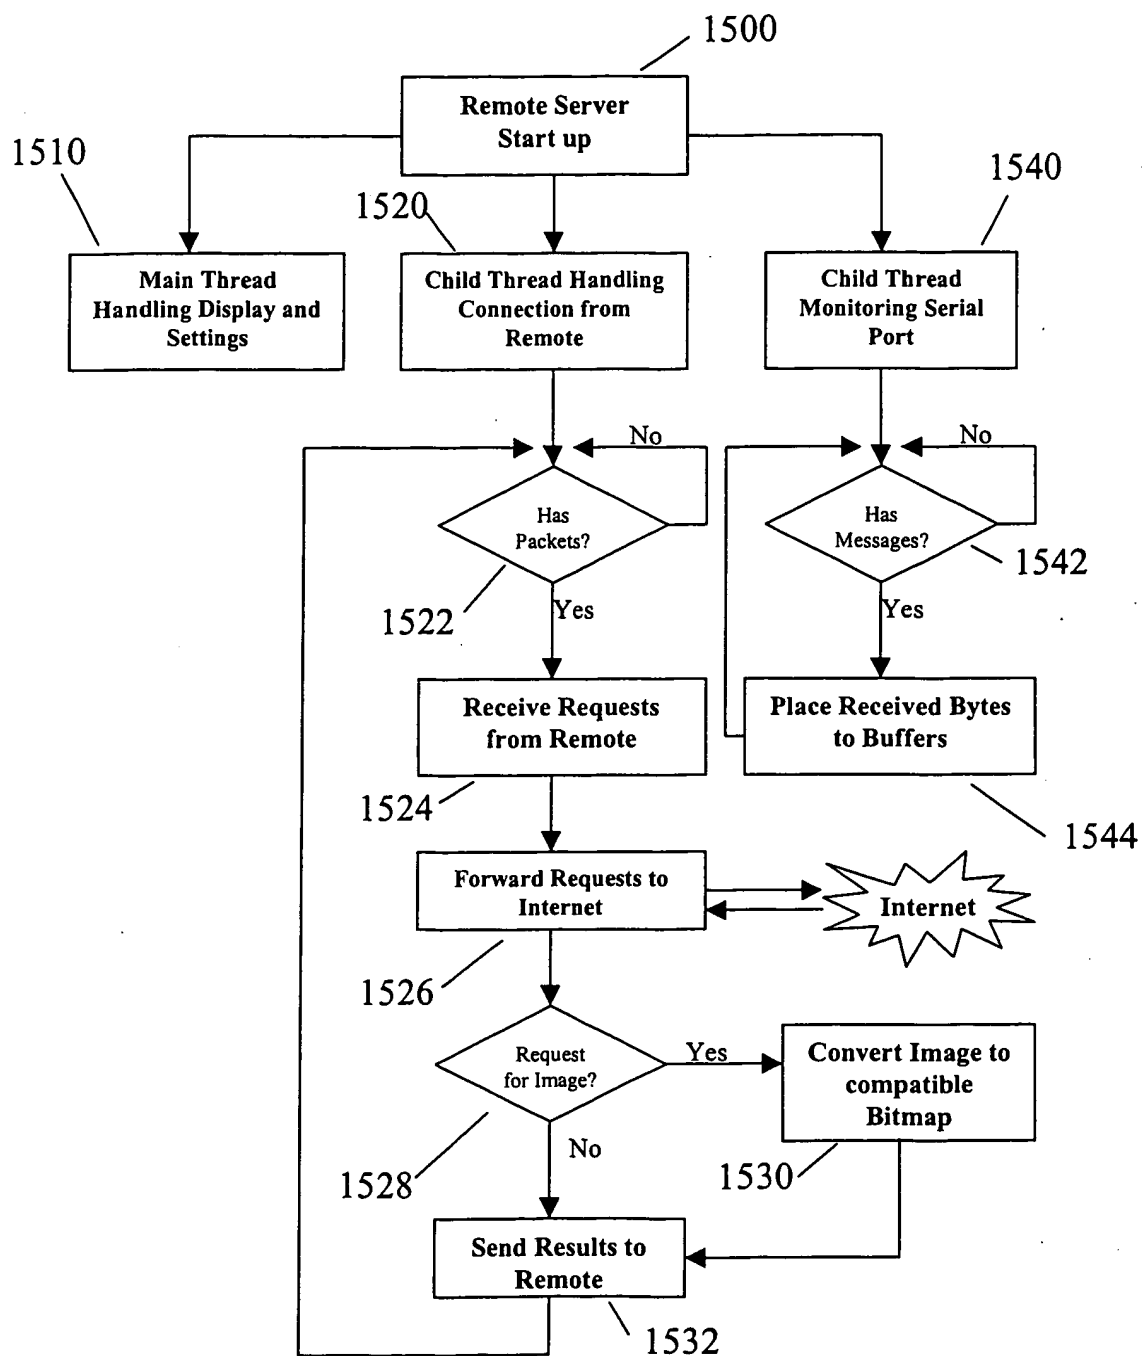 1500
Remote Server
Start up
1510
1520
1540
Main Thread
Handling Display and
Settings
Child Thread Handling
Connection from
Remote
Child Thread
Monitoring Serial
Port
No
No
Has
Packets?
Has
Messages?
1522
1542
Yes
Yes
Receive Requests
from Remote
Place Received Bytes
to Buffers
1524
1544
Forward Requests to
Internet
Internet
1526
Request
for Image?
Yes
Convert Image to
compatible
Bitmap
1528
No
1530
Send Results to
Remote
1532